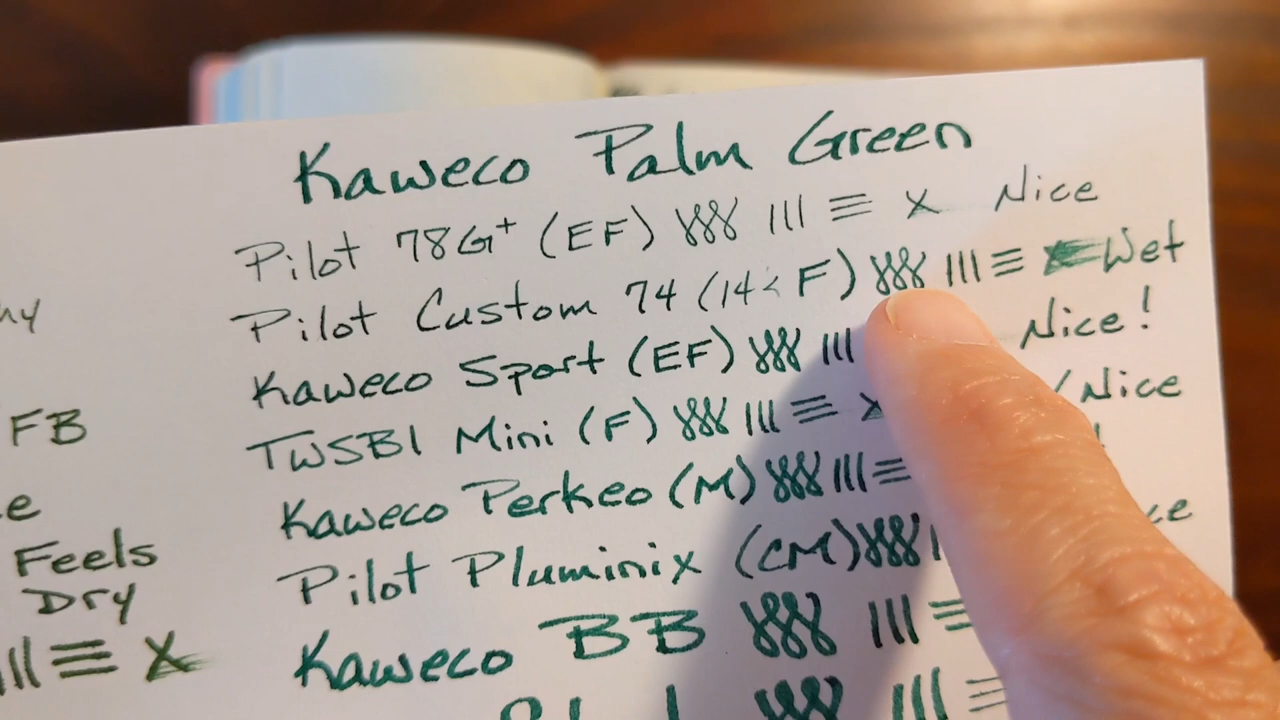 Kaweco Palm Green
Pilot 78G+ (EF) Nice
Pilot Custom 74 (14 F) Wet
Kaweco Sport (EF) Nice!
TWSBI Mini (F) /Nice
FB
Kaweco Perkeo (M)
Feels
Dry
Pilot Pluminix (CM)
Kaweco BB